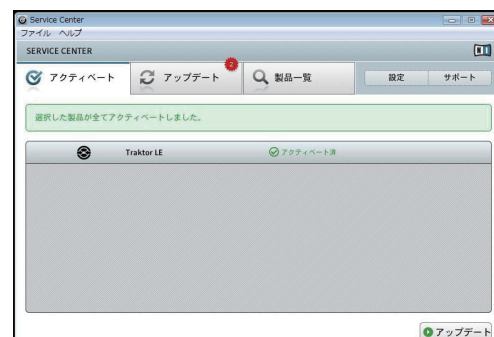 Service Center
ファイル ヘルプ
SERVICE CENTER
アクティベート アップデート 2 製品一覧 設定 サポート
選択した製品が全てアクティベートしました。
Traktor LE アクティベート済
アップデート